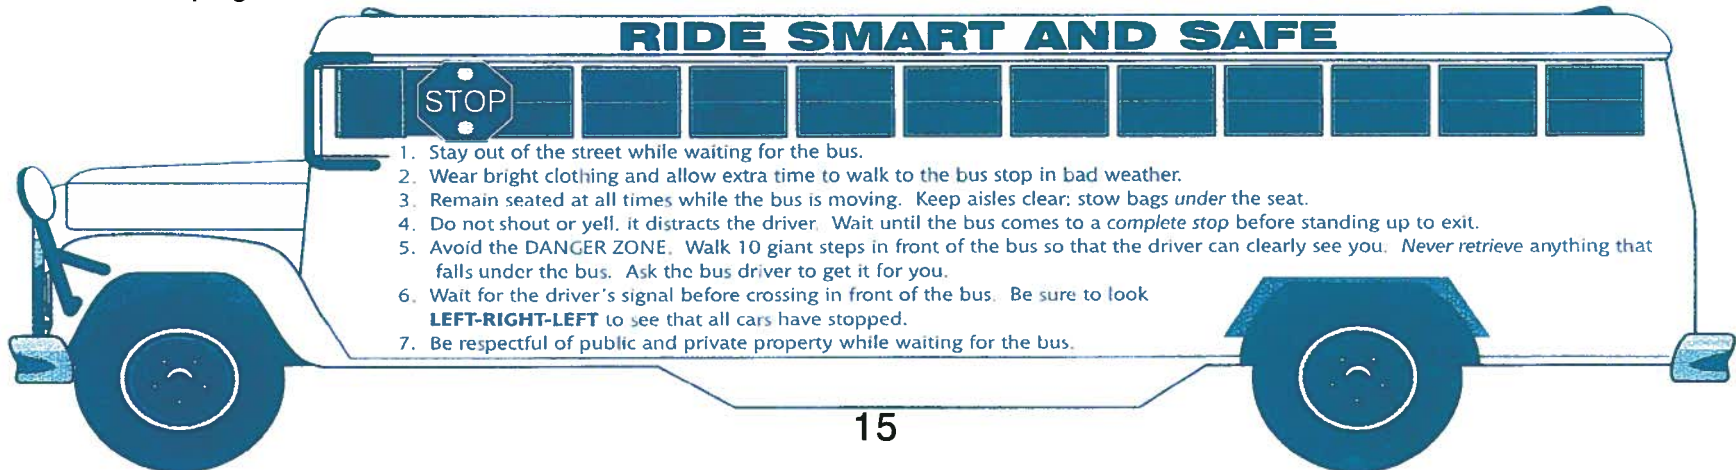 RIDE SMART AND SAFE
STOP
1. Stay out of the street while waiting for the bus.
2. Wear bright clothing and allow extra time to walk to the bus stop in bad weather.
3. Remain seated at all times while the bus is moving. Keep aisles clear; stow bags under the seat.
4. Do not shout or yell, it distracts the driver. Wait until the bus comes to a complete stop before standing up to exit.
5. Avoid the DANGER ZONE. Walk 10 giant steps in front of the bus so that the driver can clearly see you. Never retrieve anything that
falls under the bus. Ask the bus driver to get it for you.
6. Wait for the driver's signal before crossing in front of the bus. Be sure to look
LEFT-RIGHT-LEFT to see that all cars have stopped.
7. Be respectful of public and private property while waiting for the bus.
15